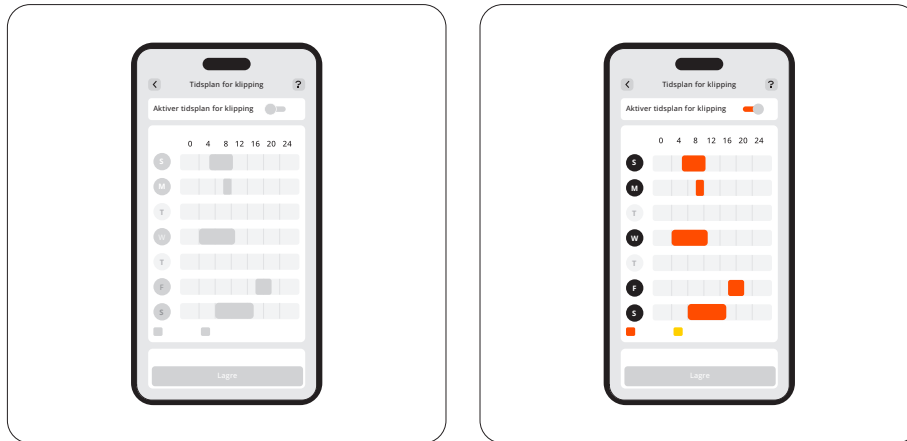 Tidsplan for klipping ?
Aktiver tidsplan for klipping
0 4 8 12 16 20 24
S
M
T
W
T
F
S
Lagre
Tidsplan for klipping ?
Aktiver tidsplan for klipping
0 4 8 12 16 20 24
S
M
T
W
T
F
S
Lagre